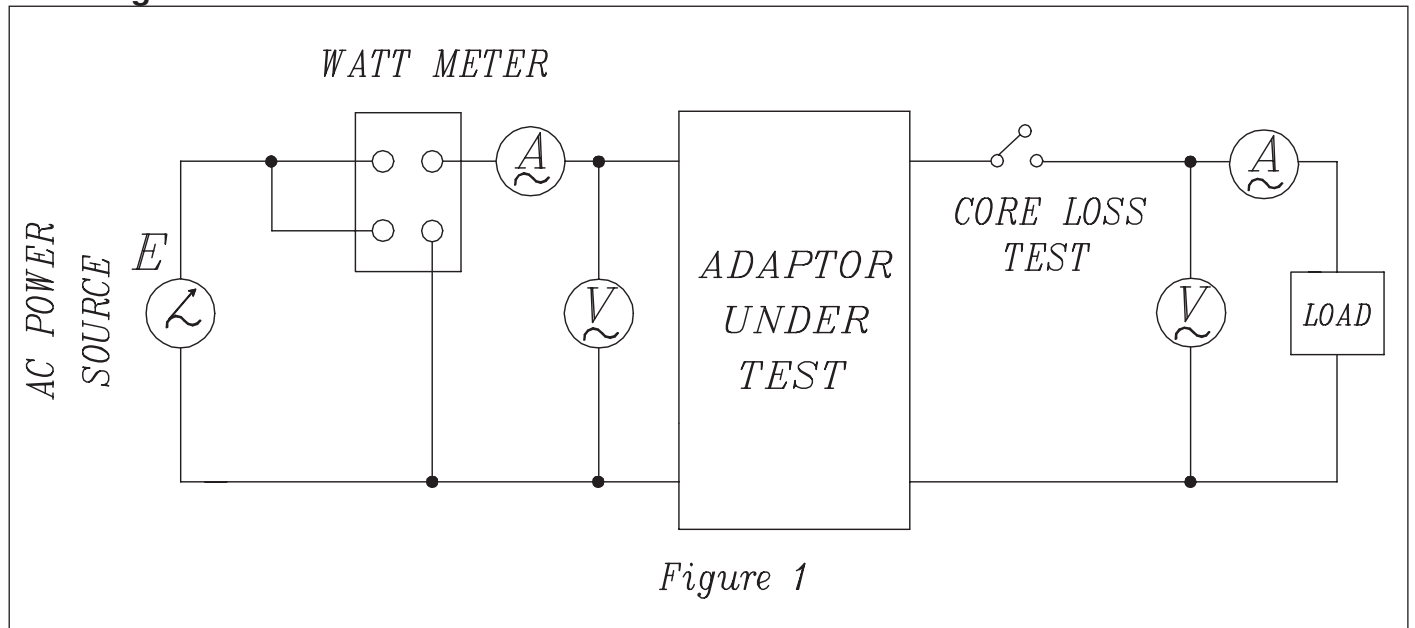 WATT METER
A
A
AC POWER
SOURCE
E
V
ADAPTOR
UNDER
TEST
CORE LOSS
TEST
V
LOAD
Figure 1